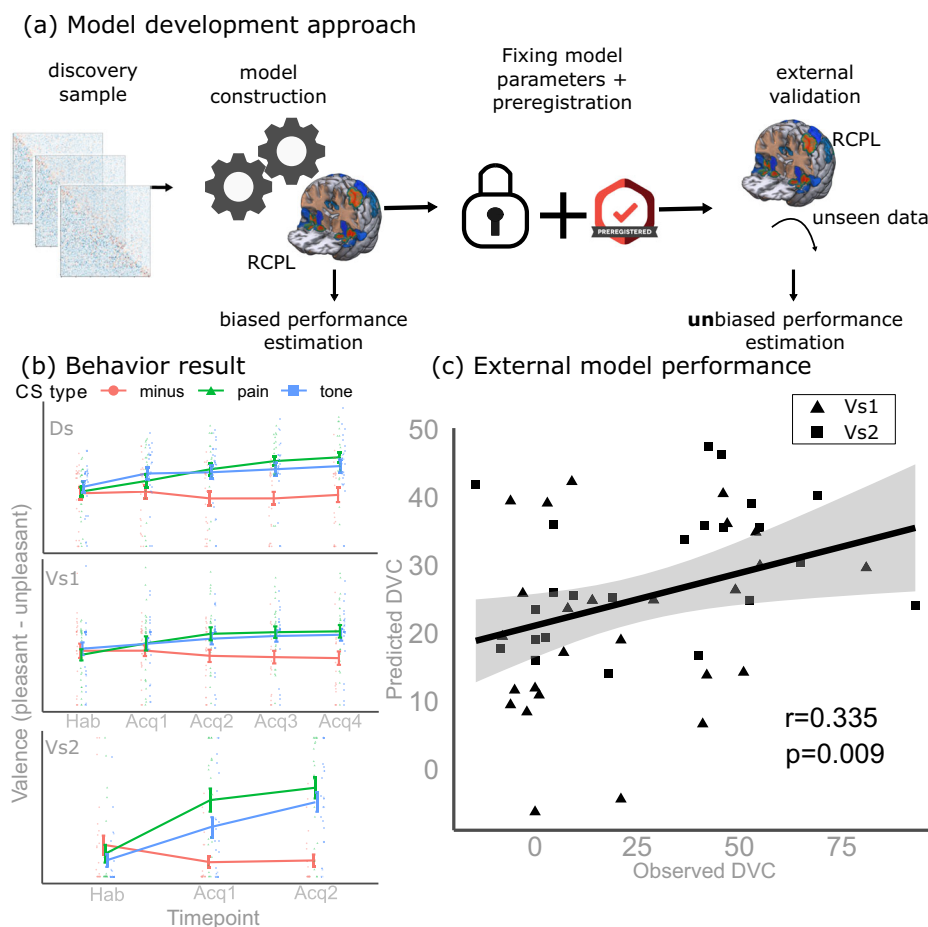 (a) Model development approach
discovery
sample
model
construction
Fixing model
parameters +
preregistration
external
validation
RCPL
RCPL
PREREGISTERED
unseen data
biased performance
estimation
unbiased performance
estimation
(b) Behavior result
CS type minus pain tone
Valence (pleasant - unpleasant)
Ds
Vs1
Hab Acq1 Acq2 Acq3 Acq4
Vs2
Hab Acq1 Acq2
Timepoint
(c) External model performance
Vs1
Vs2
Predicted DVC
50
40
30
20
10
0
r=0.335
p=0.009
0 25 50 75
Observed DVC